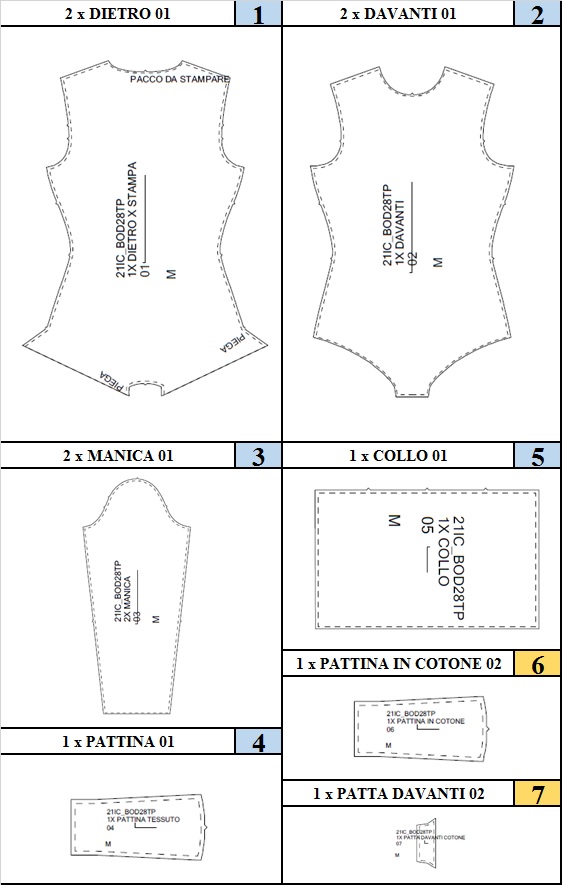 2 x DIETRO 01
1
PACCO DA STAMPARE
21IC_BOD28TP
1X DIETRO X STAMPA
01
M
PIEGA
PIEGA
2 x DAVANTI 01
2
21IC_BOD28TP
1X DAVANTI
02
M
2 x MANICA 01
3
21IC_BOD28TP
2X MANICA
03
M
1 x COLLO 01
5
21IC_BOD28TP
1X COLLO
05
M
1 x PATTINA IN COTONE 02
6
21IC_BOD28TP
1X PATTINA IN COTONE
06
M
1 x PATTINA 01
4
21IC_BOD28TP
1X PATTINA TESSUTO
04
M
1 x PATTA DAVANTI 02
7
21IC_BOD28TP
1X PATTA DAVANTI COTONE
07
M